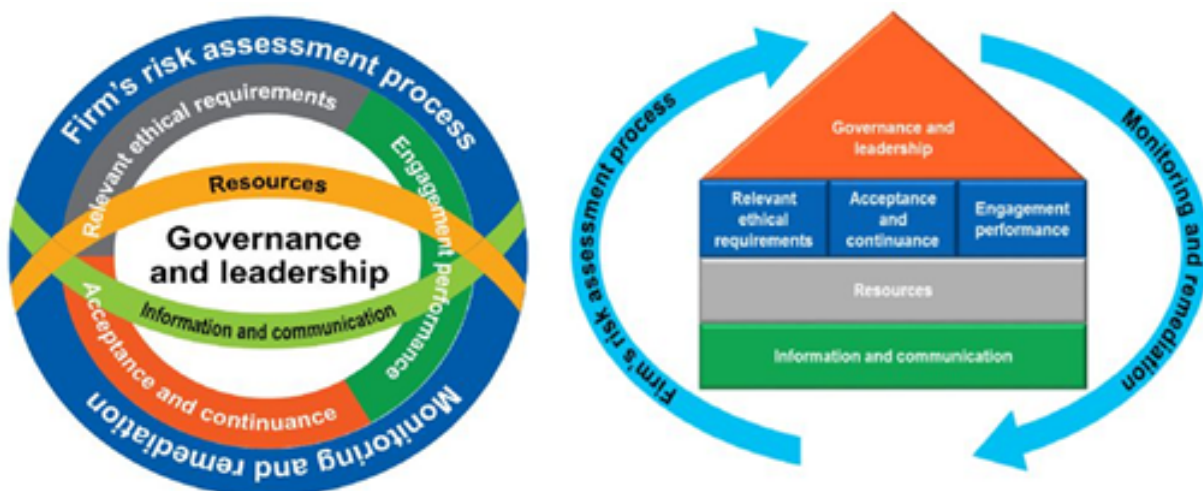 Firm's risk assessment process
Relevant ethical requirements
Engagement performance
Resources
Governance
and leadership
Information and communication
Acceptance and continuance
Monitoring and remediation
Firm's risk assessment process
Monitoring and remediation
Governance and
leadership
Relevant
ethical
requirements
Acceptance
and
continuance
Engagement
performance
Resources
Information and communication